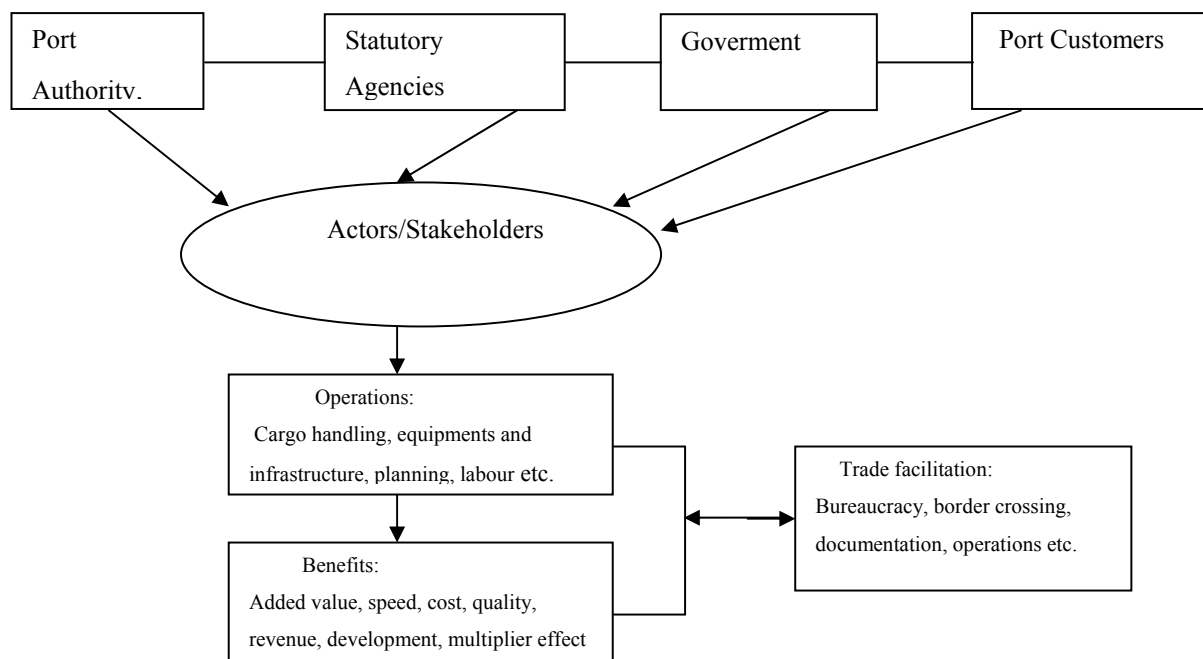 Port
Authority.
Statutory
Agencies
Goverment
Port Customers
Actors/Stakeholders
Operations:
Cargo handling, equipments and
infrastructure, planning, labour etc.
Trade facilitation:
Bureaucracy, border crossing,
documentation, operations etc.
Benefits:
Added value, speed, cost, quality,
revenue, development, multiplier effect